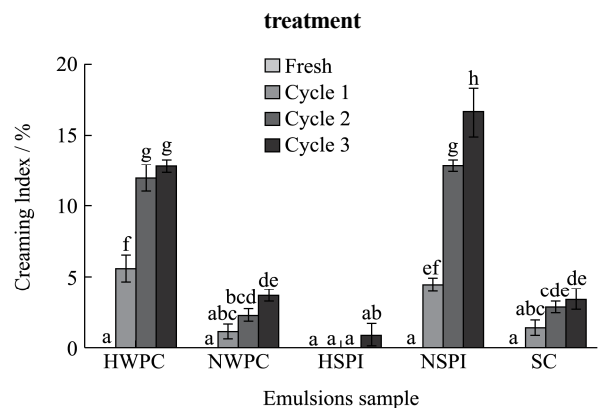 treatment
20
15
10
5
0
Creaming Index / %
Fresh
Cycle 1
Cycle 2
Cycle 3
a f g g
a abc bcd de
a a a ab
a ef g h
a abc cde de
HWPC NWPC HSPI NSPI SC
Emulsions sample